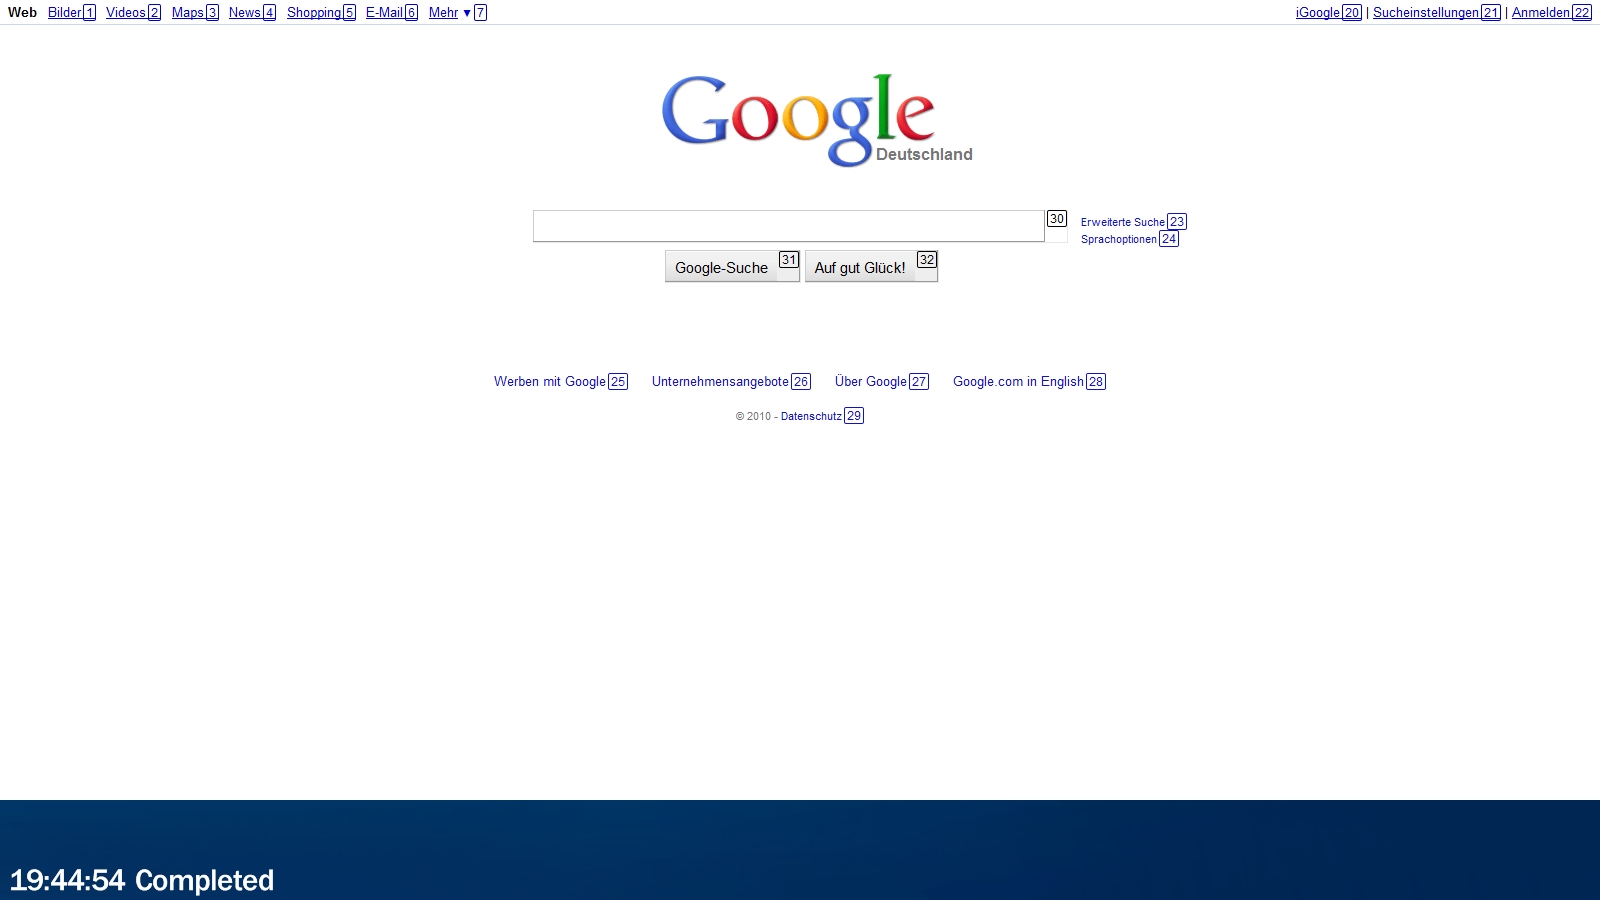 Web Bilder 1 Videos 2 Maps 3 News 4 Shopping 5 E-Mail 6 Mehr ▼ 7 iGoogle 20 | Sucheinstellungen 21 | Anmelden 22
Google
Deutschland
30
Erweiterte Suche 23
Sprachoptionen 24
Google-Suche 31 Auf gut Glück! 32
Werben mit Google 25 Unternehmensangebote 26 Über Google 27 Google.com in English 28
© 2010 - Datenschutz 29
19:44:54 Completed